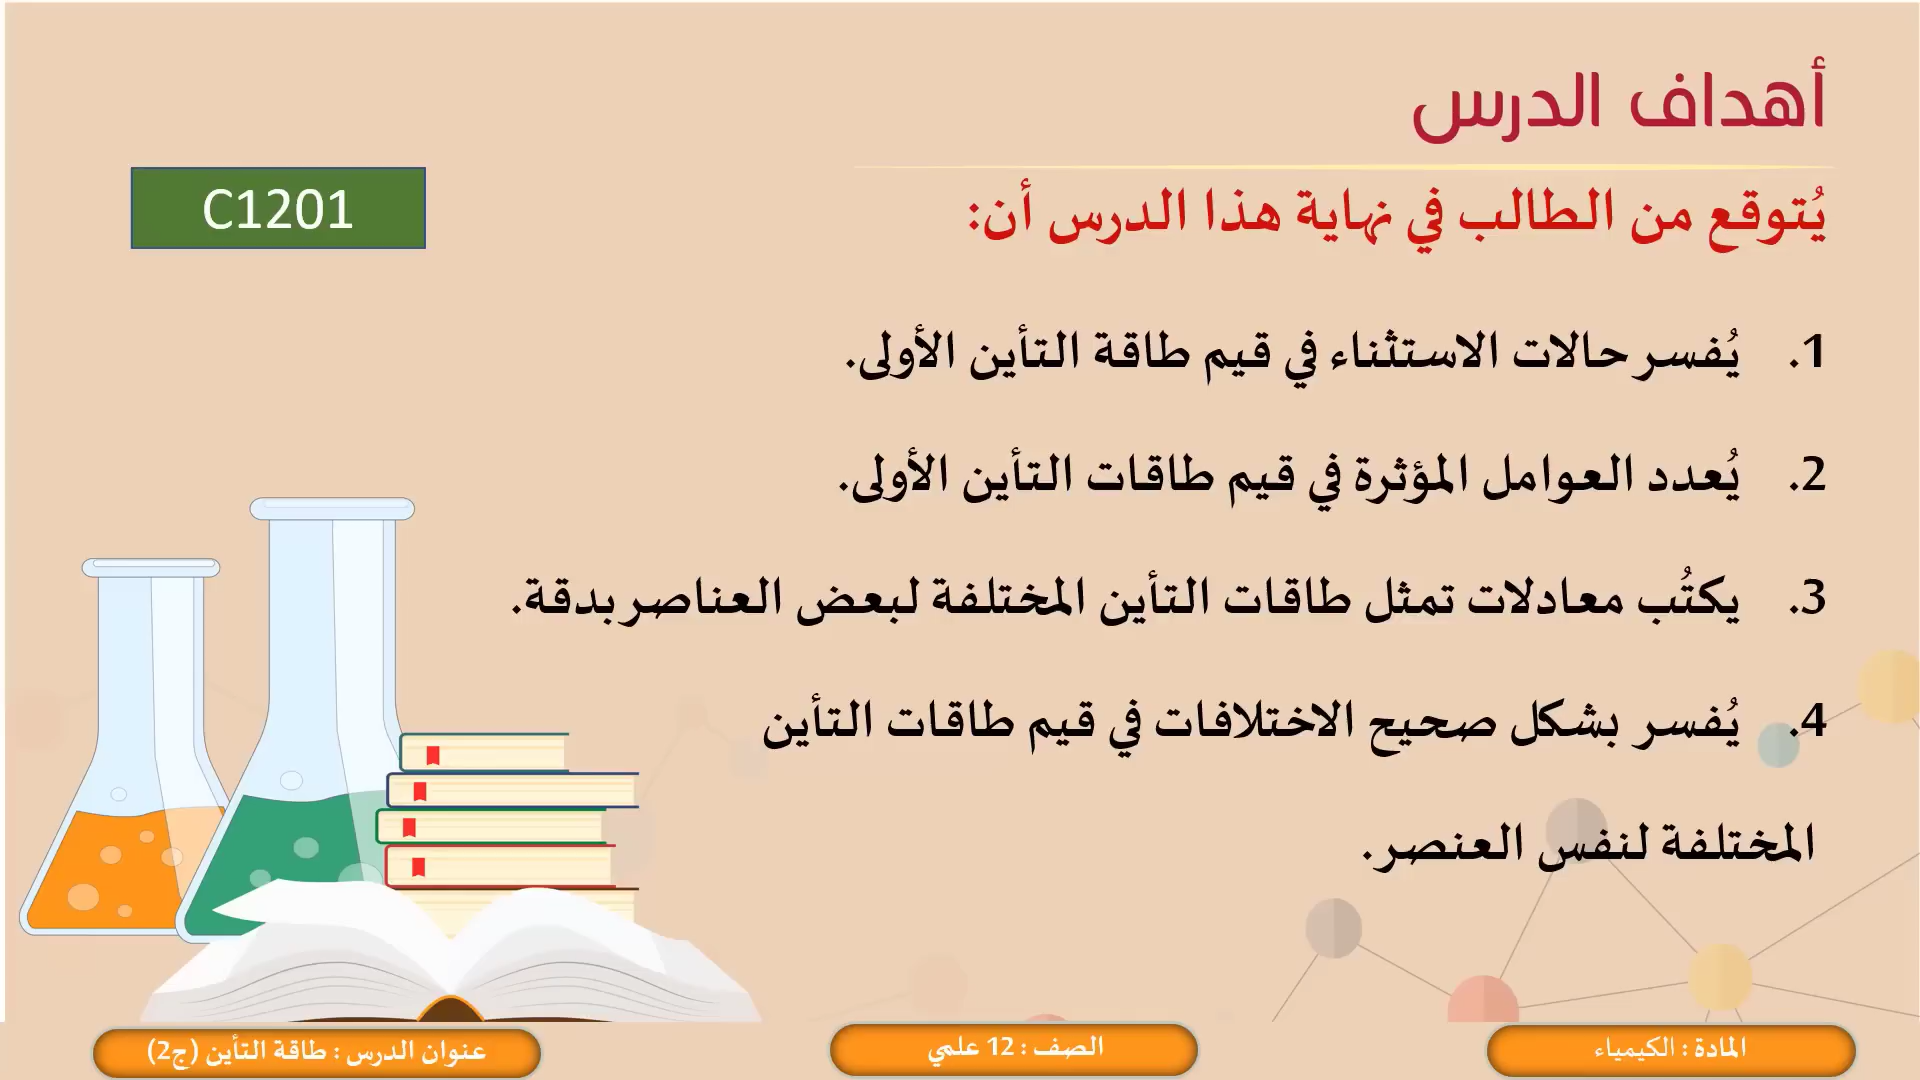 أهداف الدرس
C1201
يُتوقع من الطالب في نهاية هذا الدرس أن:
1. يُفسر حالات الاستثناء في قيم طاقة التأين الأولى.
2. يُعدد العوامل المؤثرة في قيم طاقات التأين الأولى.
3. يكتُب معادلات تمثل طاقات التأين المختلفة لبعض العناصر بدقة.
4. يُفسر بشكل صحيح الاختلافات في قيم طاقات التأين
المختلفة لنفس العنصر.
المادة : الكيمياء
الصف : 12 علمي
عنوان الدرس : طاقة التأين (ج2)